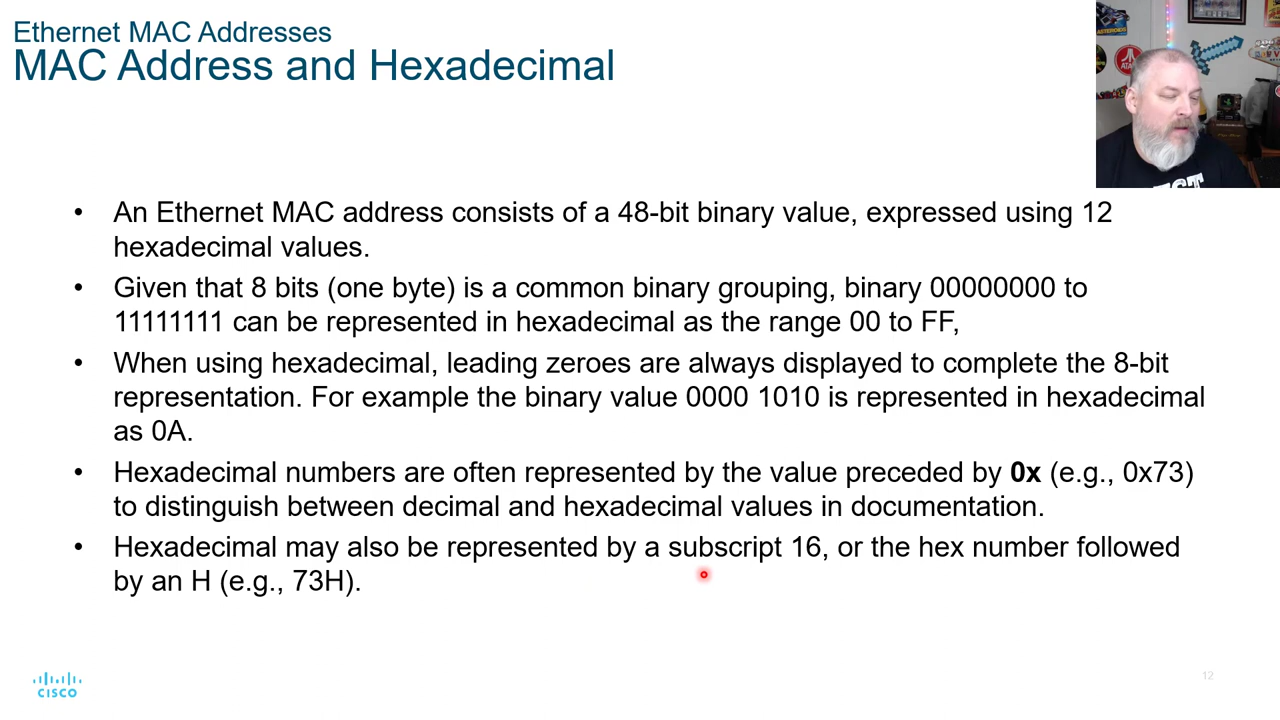 Ethernet MAC Addresses
MAC Address and Hexadecimal
ATARI
• An Ethernet MAC address consists of a 48-bit binary value, expressed using 12
hexadecimal values.
• Given that 8 bits (one byte) is a common binary grouping, binary 00000000 to
11111111 can be represented in hexadecimal as the range 00 to FF,
• When using hexadecimal, leading zeroes are always displayed to complete the 8-bit
representation. For example the binary value 0000 1010 is represented in hexadecimal
as 0A.
• Hexadecimal numbers are often represented by the value preceded by 0x (e.g., 0x73)
to distinguish between decimal and hexadecimal values in documentation.
• Hexadecimal may also be represented by a subscript 16, or the hex number followed
by an H (e.g., 73H).
CISCO
12